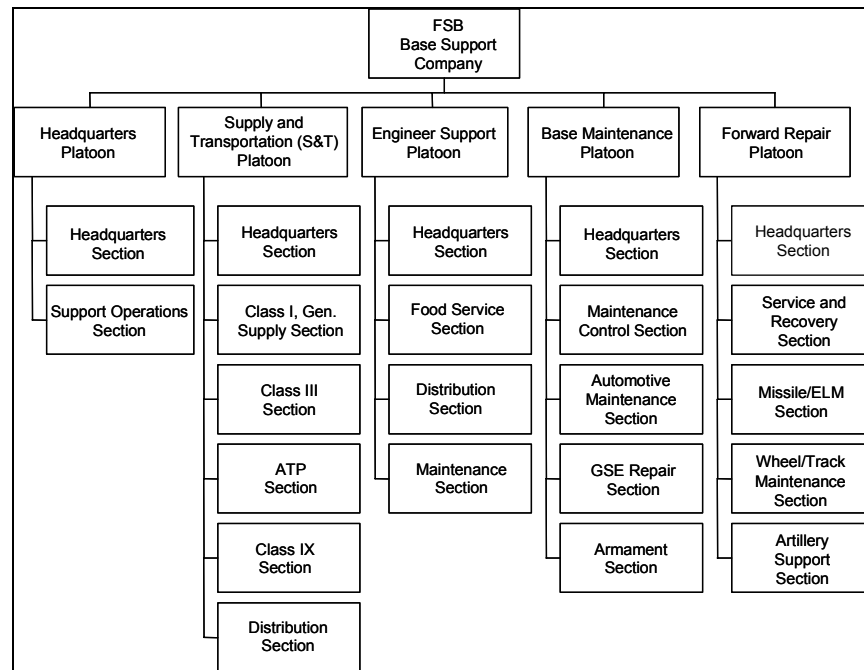 FSB
Base Support
Company
Headquarters
Platoon
Supply and
Transportation (S&T)
Platoon
Engineer Support
Platoon
Base Maintenance
Platoon
Forward Repair
Platoon
Headquarters
Section
Support Operations
Section
Headquarters
Section
Class I, Gen.
Supply Section
Class III
Section
ATP
Section
Class IX
Section
Distribution
Section
Headquarters
Section
Food Service
Section
Distribution
Section
Maintenance
Section
Headquarters
Section
Maintenance
Control Section
Automotive
Maintenance
Section
GSE Repair
Section
Armament
Section
Headquarters
Section
Service and
Recovery
Section
Missile/ELM
Section
Wheel/Track
Maintenance
Section
Artillery
Support
Section